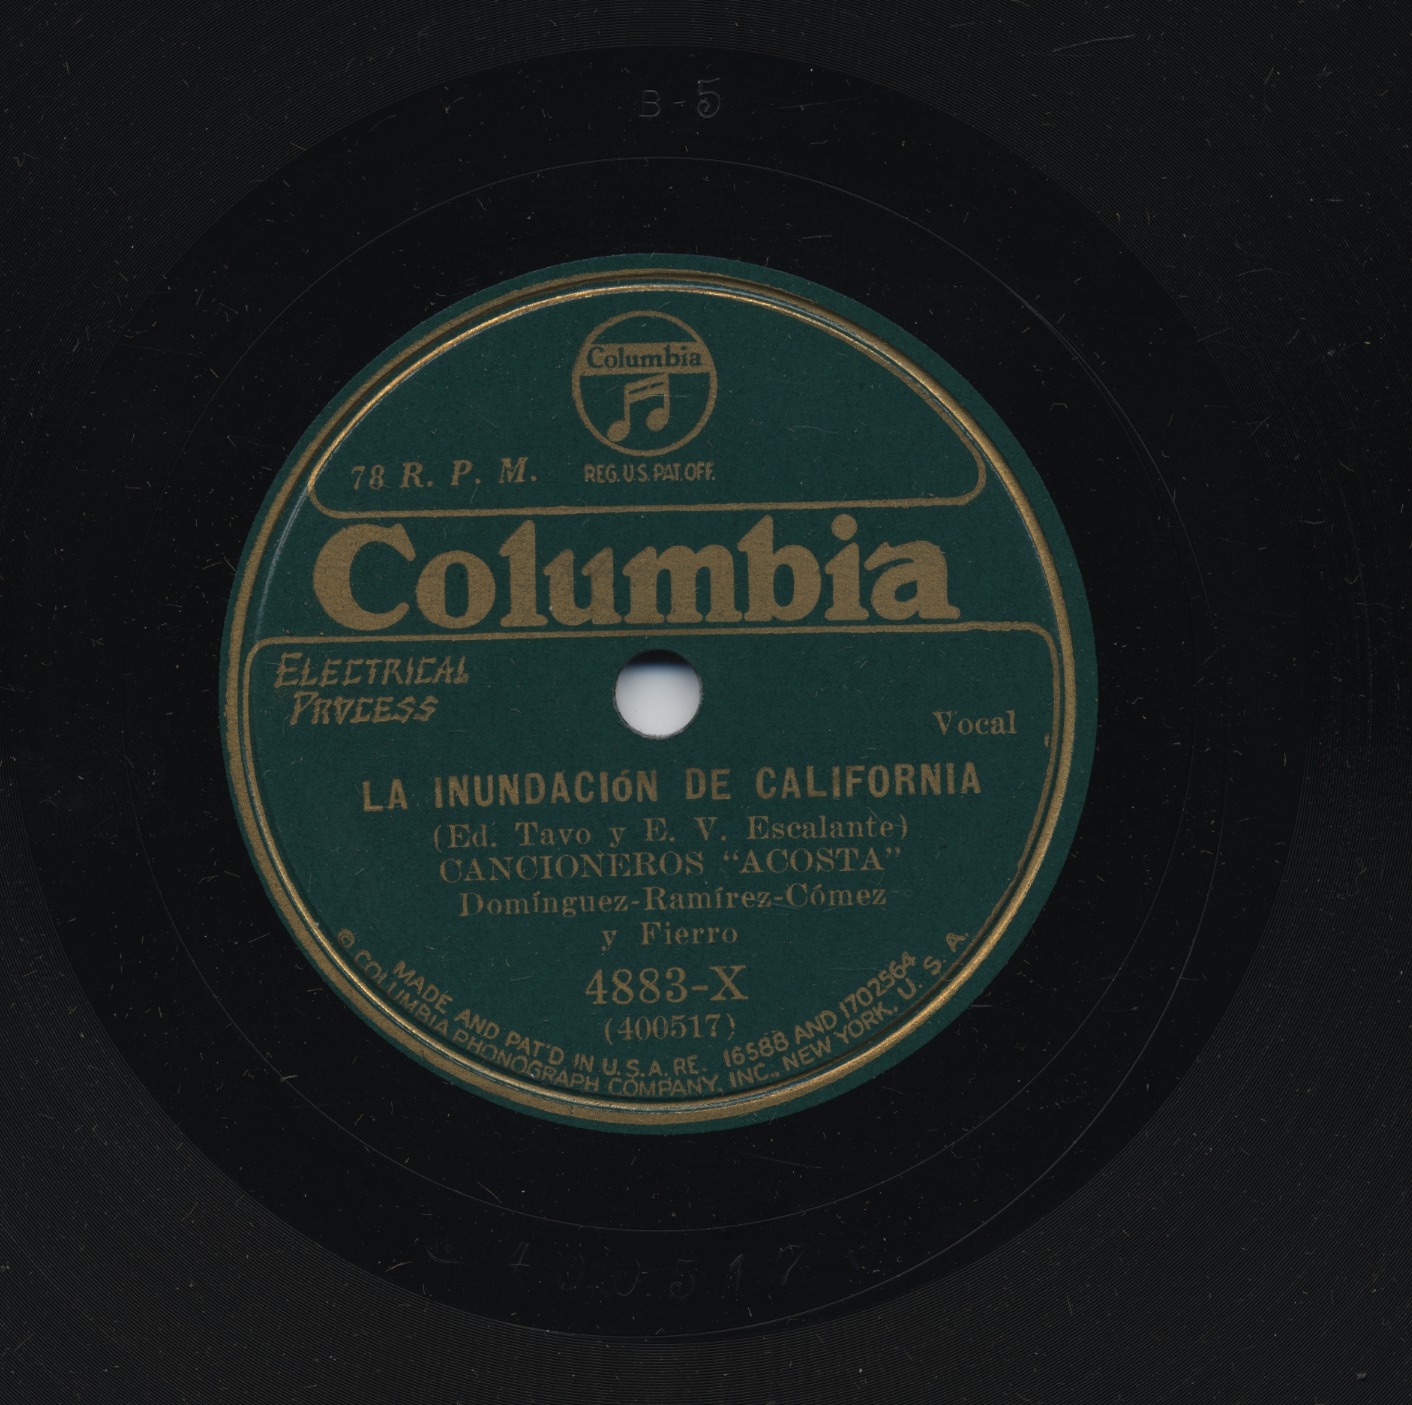 B-5
Columbia
78 R. P. M.
REG. U.S. PAT. OFF.
Columbia
ELECTRICAL
PROCESS
Vocal
LA INUNDACIóN DE CALIFORNIA
(Ed. Tavo y E. V. Escalante)
CANCIONEROS “ACOSTA”
Domínguez-Ramírez-Cómez
y Fierro
4883-X
(400517)
MADE AND PAT'D IN U.S.A. RE. 16588 AND 1702564
© COLUMBIA PHONOGRAPH COMPANY, INC., NEW YORK, U. S. A.
400517